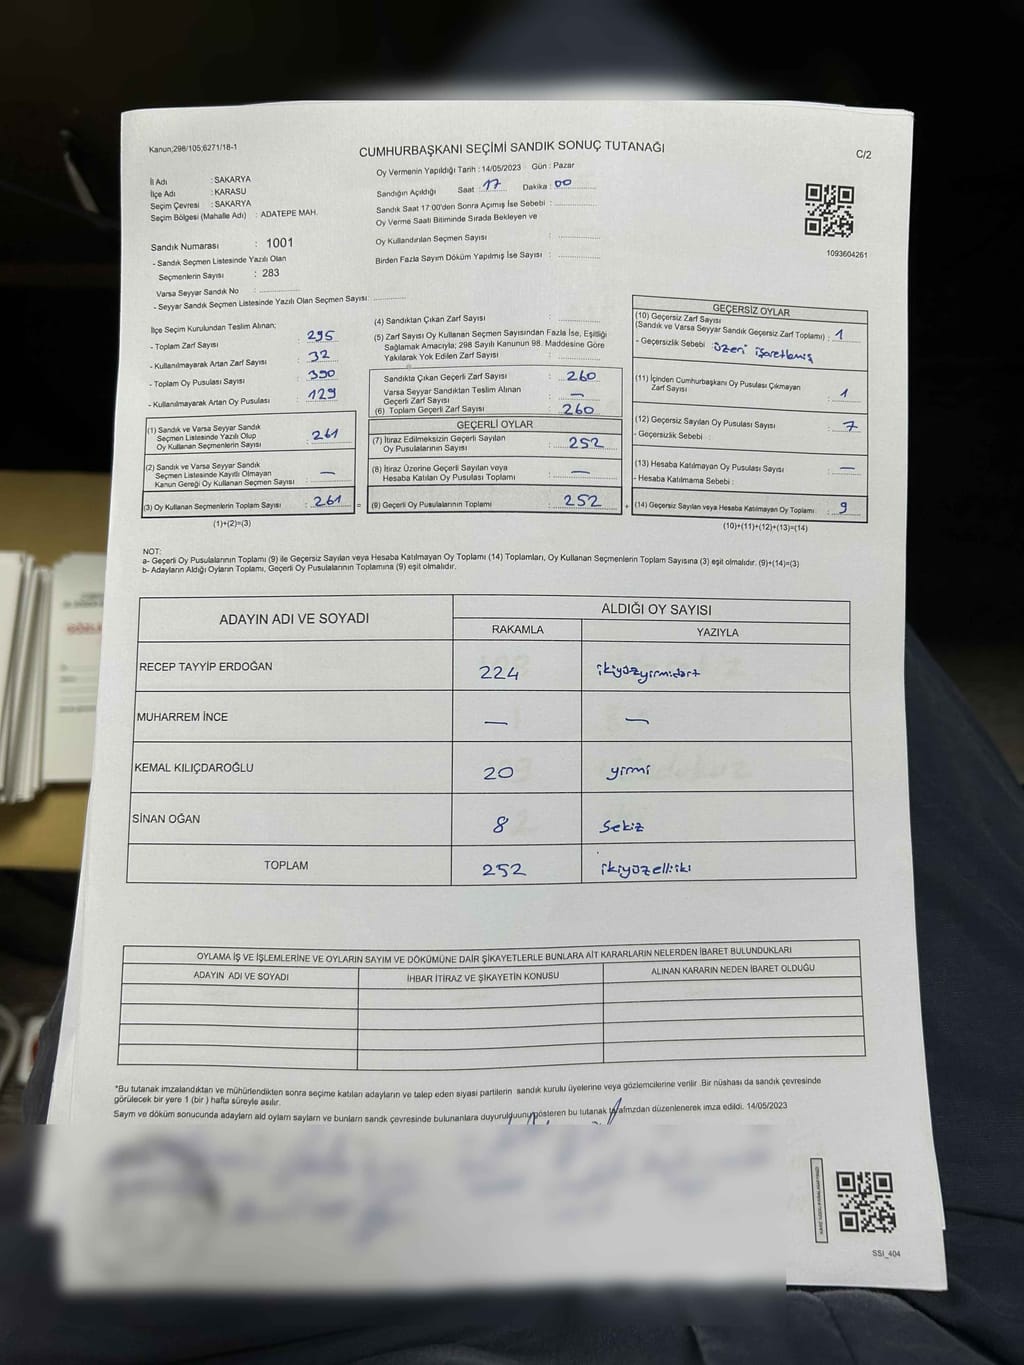 Kanun;298/105;6271/18-1
CUMHURBAŞKANI SEÇİMİ SANDIK SONUÇ TUTANAĞI
C/2
İl Adı : SAKARYA
İlçe Adı : KARASU
Seçim Çevresi : SAKARYA
Seçim Bölgesi (Mahalle Adı) : ADATEPE MAH.
Sandık Numarası : 1001
- Sandık Seçmen Listesinde Yazılı Olan
Seçmenlerin Sayısı : 283
Varsa Seyyar Sandık No :
- Seyyar Sandık Seçmen Listesinde Yazılı Olan Seçmen Sayısı:
Oy Vermenin Yapıldığı Tarih : 14/05/2023 Gün : Pazar
Sandığın Açıldığı Saat : 17 Dakika : 00
Sandık Saat 17:00'den Sonra Açımış İse Sebebi :
Oy Verme Saati Bitiminde Sırada Bekleyen ve
Oy Kullandırılan Seçmen Sayısı :
Birden Fazla Sayım Döküm Yapılmış İse Sayısı :
1093604261
İlçe Seçim Kurulundan Teslim Alınan;
- Toplam Zarf Sayısı : 295
- Kullanılmayarak Artan Zarf Sayısı : 32
- Toplam Oy Pusulası Sayısı : 390
- Kullanılmayarak Artan Oy Pusulası : 129
(1) Sandık ve Varsa Seyyar Sandık
Seçmen Listesinde Yazılı Olup
Oy Kullanan Seçmenlerin Sayısı : 261
(2) Sandık ve Varsa Seyyar Sandık
Seçmen Listesinde Kayıtlı Olmayan
Kanun Gereği Oy Kullanan Seçmen Sayısı : —
(3) Oy Kullanan Seçmenlerin Toplam Sayısı : 261 =
(1)+(2)=(3)
(4) Sandıktan Çıkan Zarf Sayısı :
(5) Zarf Sayısı Oy Kullanan Seçmen Sayısından Fazla İse, Eşitliği
Sağlamak Amacıyla; 298 Sayılı Kanunun 98. Maddesine Göre
Yakılarak Yok Edilen Zarf Sayısı :
Sandıkta Çıkan Geçerli Zarf Sayısı : 260
Varsa Seyyar Sandıktan Teslim Alınan
Geçerli Zarf Sayısı : —
(6) Toplam Geçerli Zarf Sayısı : 260
GEÇERLİ OYLAR
(7) İtiraz Edilmeksizin Geçerli Sayılan
Oy Pusulalarının Sayısı : 252
(8) İtiraz Üzerine Geçerli Sayılan veya
Hesaba Katılan Oy Pusulası Toplamı : —
(9) Geçerli Oy Pusulalarının Toplamı : 252 +
GEÇERSİZ OYLAR
(10) Geçersiz Zarf Sayısı
(Sandık ve Varsa Seyyar Sandık Geçersiz Zarf Toplamı) : 1
- Geçersizlik Sebebi : üzeri işaretlemiş
(11) İçinden Cumhurbaşkanı Oy Pusulası Çıkmayan
Zarf Sayısı : 1
(12) Geçersiz Sayılan Oy Pusulası Sayısı : 7
- Geçersizlik Sebebi :
(13) Hesaba Katılmayan Oy Pusulası Sayısı : —
- Hesaba Katılmama Sebebi :
(14) Geçersiz Sayılan veya Hesaba Katılmayan Oy Toplamı : 9
(10)+(11)+(12)+(13)=(14)
NOT:
a- Geçerli Oy Pusulalarının Toplamı (9) ile Geçersiz Sayılan veya Hesaba Katılmayan Oy Toplamı (14) Toplamları, Oy Kullanan Seçmenlerin Toplam Sayısına (3) eşit olmalıdır. (9)+(14)=(3)
b- Adayların Aldığı Oyların Toplamı, Geçerli Oy Pusulalarının Toplamına (9) eşit olmalıdır.
ADAYIN ADI VE SOYADI ALDIĞI OY SAYISI
RAKAMLA YAZIYLA
RECEP TAYYİP ERDOĞAN 224 ikiyüzyirmidört
MUHARREM İNCE — —
KEMAL KILIÇDAROĞLU 20 yirmi
SİNAN OĞAN 8 Sekiz
TOPLAM 252 ikiyüzelliiki
OYLAMA İŞ VE İŞLEMLERİNE VE OYLARIN SAYIM VE DÖKÜMÜNE DAİR ŞİKAYETLERLE BUNLARA AİT KARARLARIN NELERDEN İBARET BULUNDUKLARI
ADAYIN ADI VE SOYADI İHBAR İTİRAZ VE ŞİKAYETİN KONUSU ALINAN KARARIN NEDEN İBARET OLDUĞU
"Bu tutanak imzalandıktan ve mühürlendikten sonra seçime katılan adayların ve talep eden siyasi partilerin sandık kurulu üyelerine veya gözlemcilerine verilir .Bir nüshası da sandık çevresinde
görülecek bir yere 1 (bir ) hafta süreyle asılır.
Sayım ve döküm sonucunda adayların ald oyların sayların ve bunların sandk çevresinde bulunanlara duyurulduunu gösteren bu tutanak tarafmzdan düzenlenerek imza edildi. 14/05/2023
SSI_404